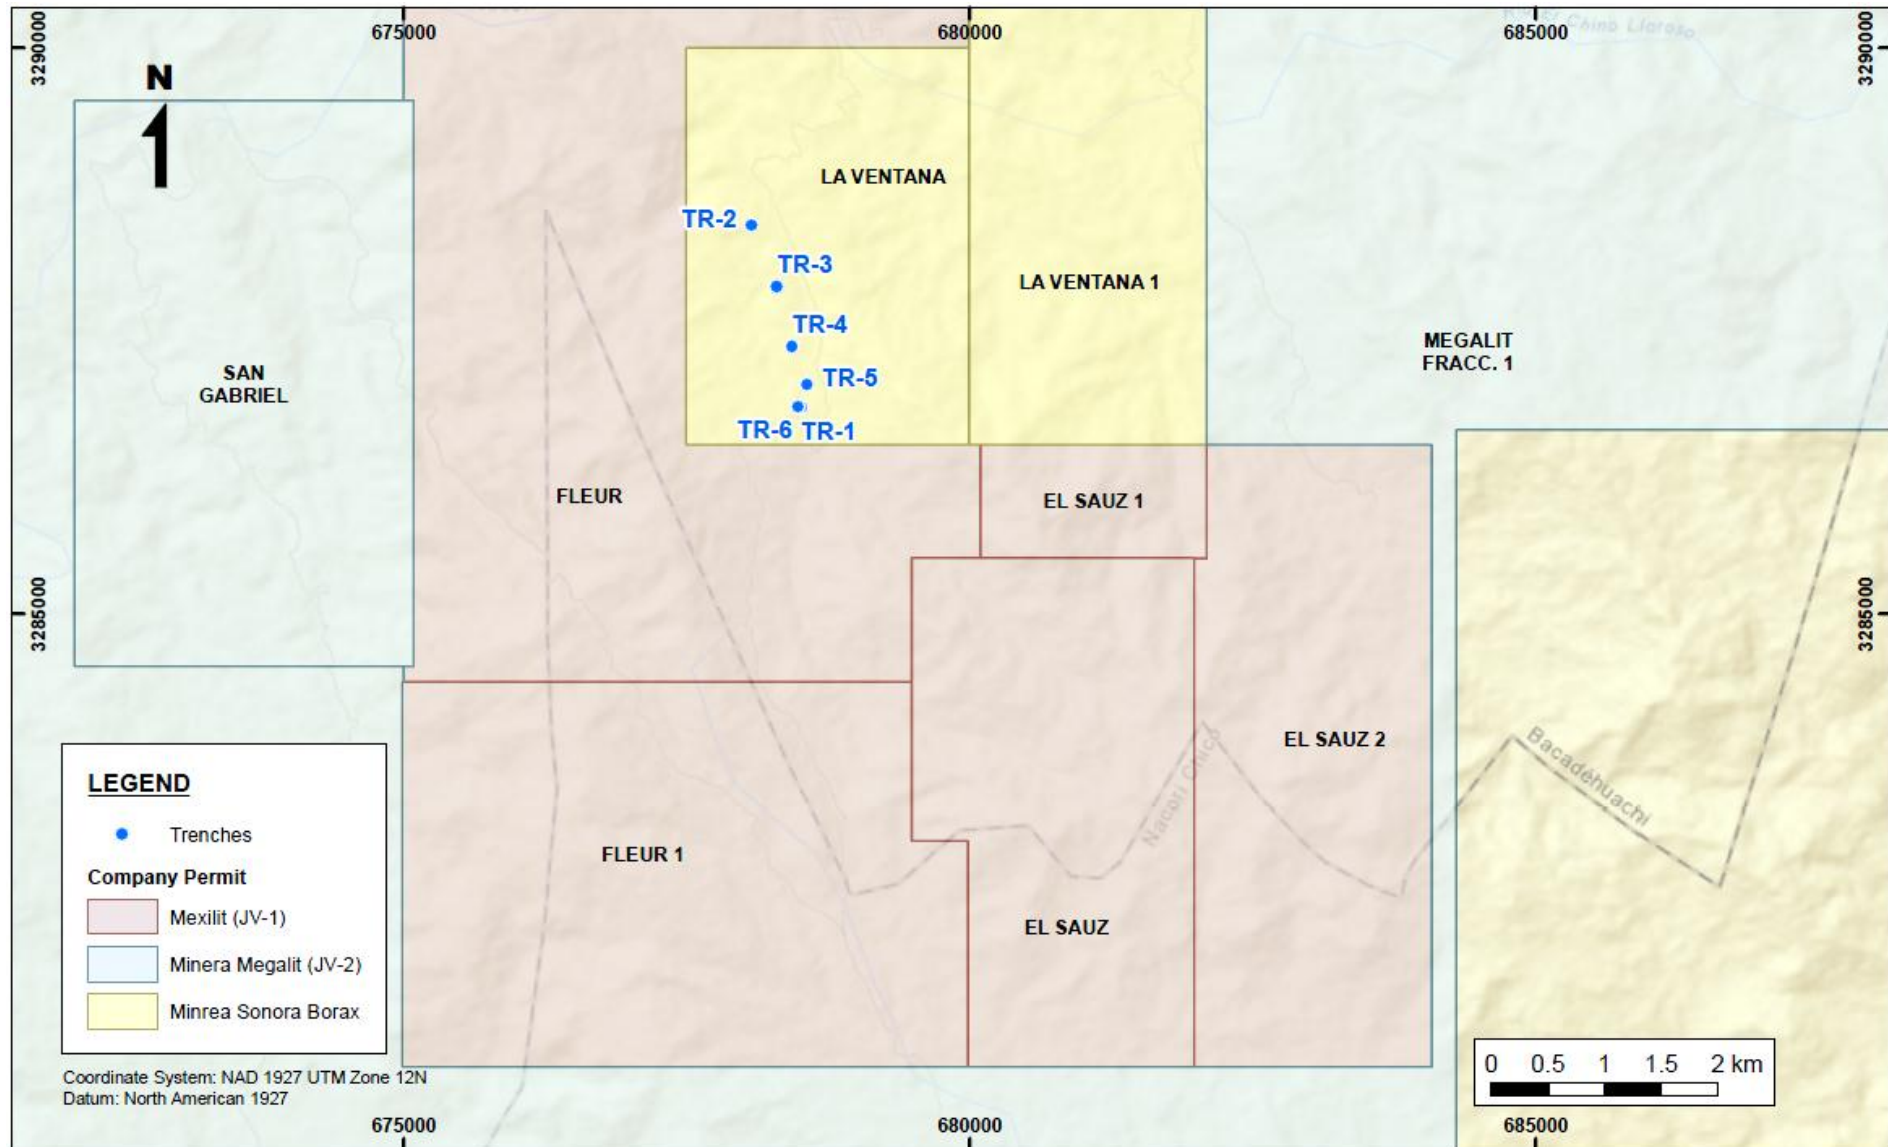 675000
680000
685000
3290000
3290000
N
LA VENTANA
TR-2
TR-3
LA VENTANA 1
TR-4
MEGALIT
FRACC. 1
SAN
GABRIEL
TR-5
TR-6 TR-1
FLEUR
EL SAUZ 1
3285000
3285000
EL SAUZ 2
Nacori Chico
Bacadéhuachi
FLEUR 1
EL SAUZ
LEGEND
Trenches
Company Permit
Mexilit (JV-1)
Minera Megalit (JV-2)
Minrea Sonora Borax
0 0.5 1 1.5 2 km
Coordinate System: NAD 1927 UTM Zone 12N
Datum: North American 1927
675000
680000
685000